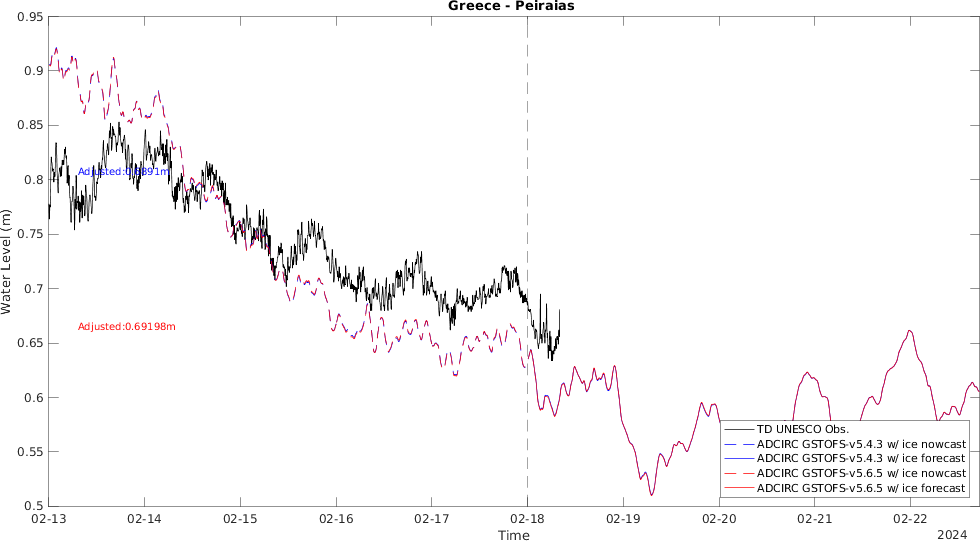 Greece - Peiraias
0.95
0.9
0.85
0.8
0.75
0.7
0.65
0.6
0.55
0.5
Water Level (m)
Adjusted:0.6891m
Adjusted:0.69198m
TD UNESCO Obs.
ADCIRC GSTOFS-v5.4.3 w/ ice nowcast
ADCIRC GSTOFS-v5.4.3 w/ ice forecast
ADCIRC GSTOFS-v5.6.5 w/ ice nowcast
ADCIRC GSTOFS-v5.6.5 w/ ice forecast
02-13 02-14 02-15 02-16 02-17 02-18 02-19 02-20 02-21 02-22
Time
2024